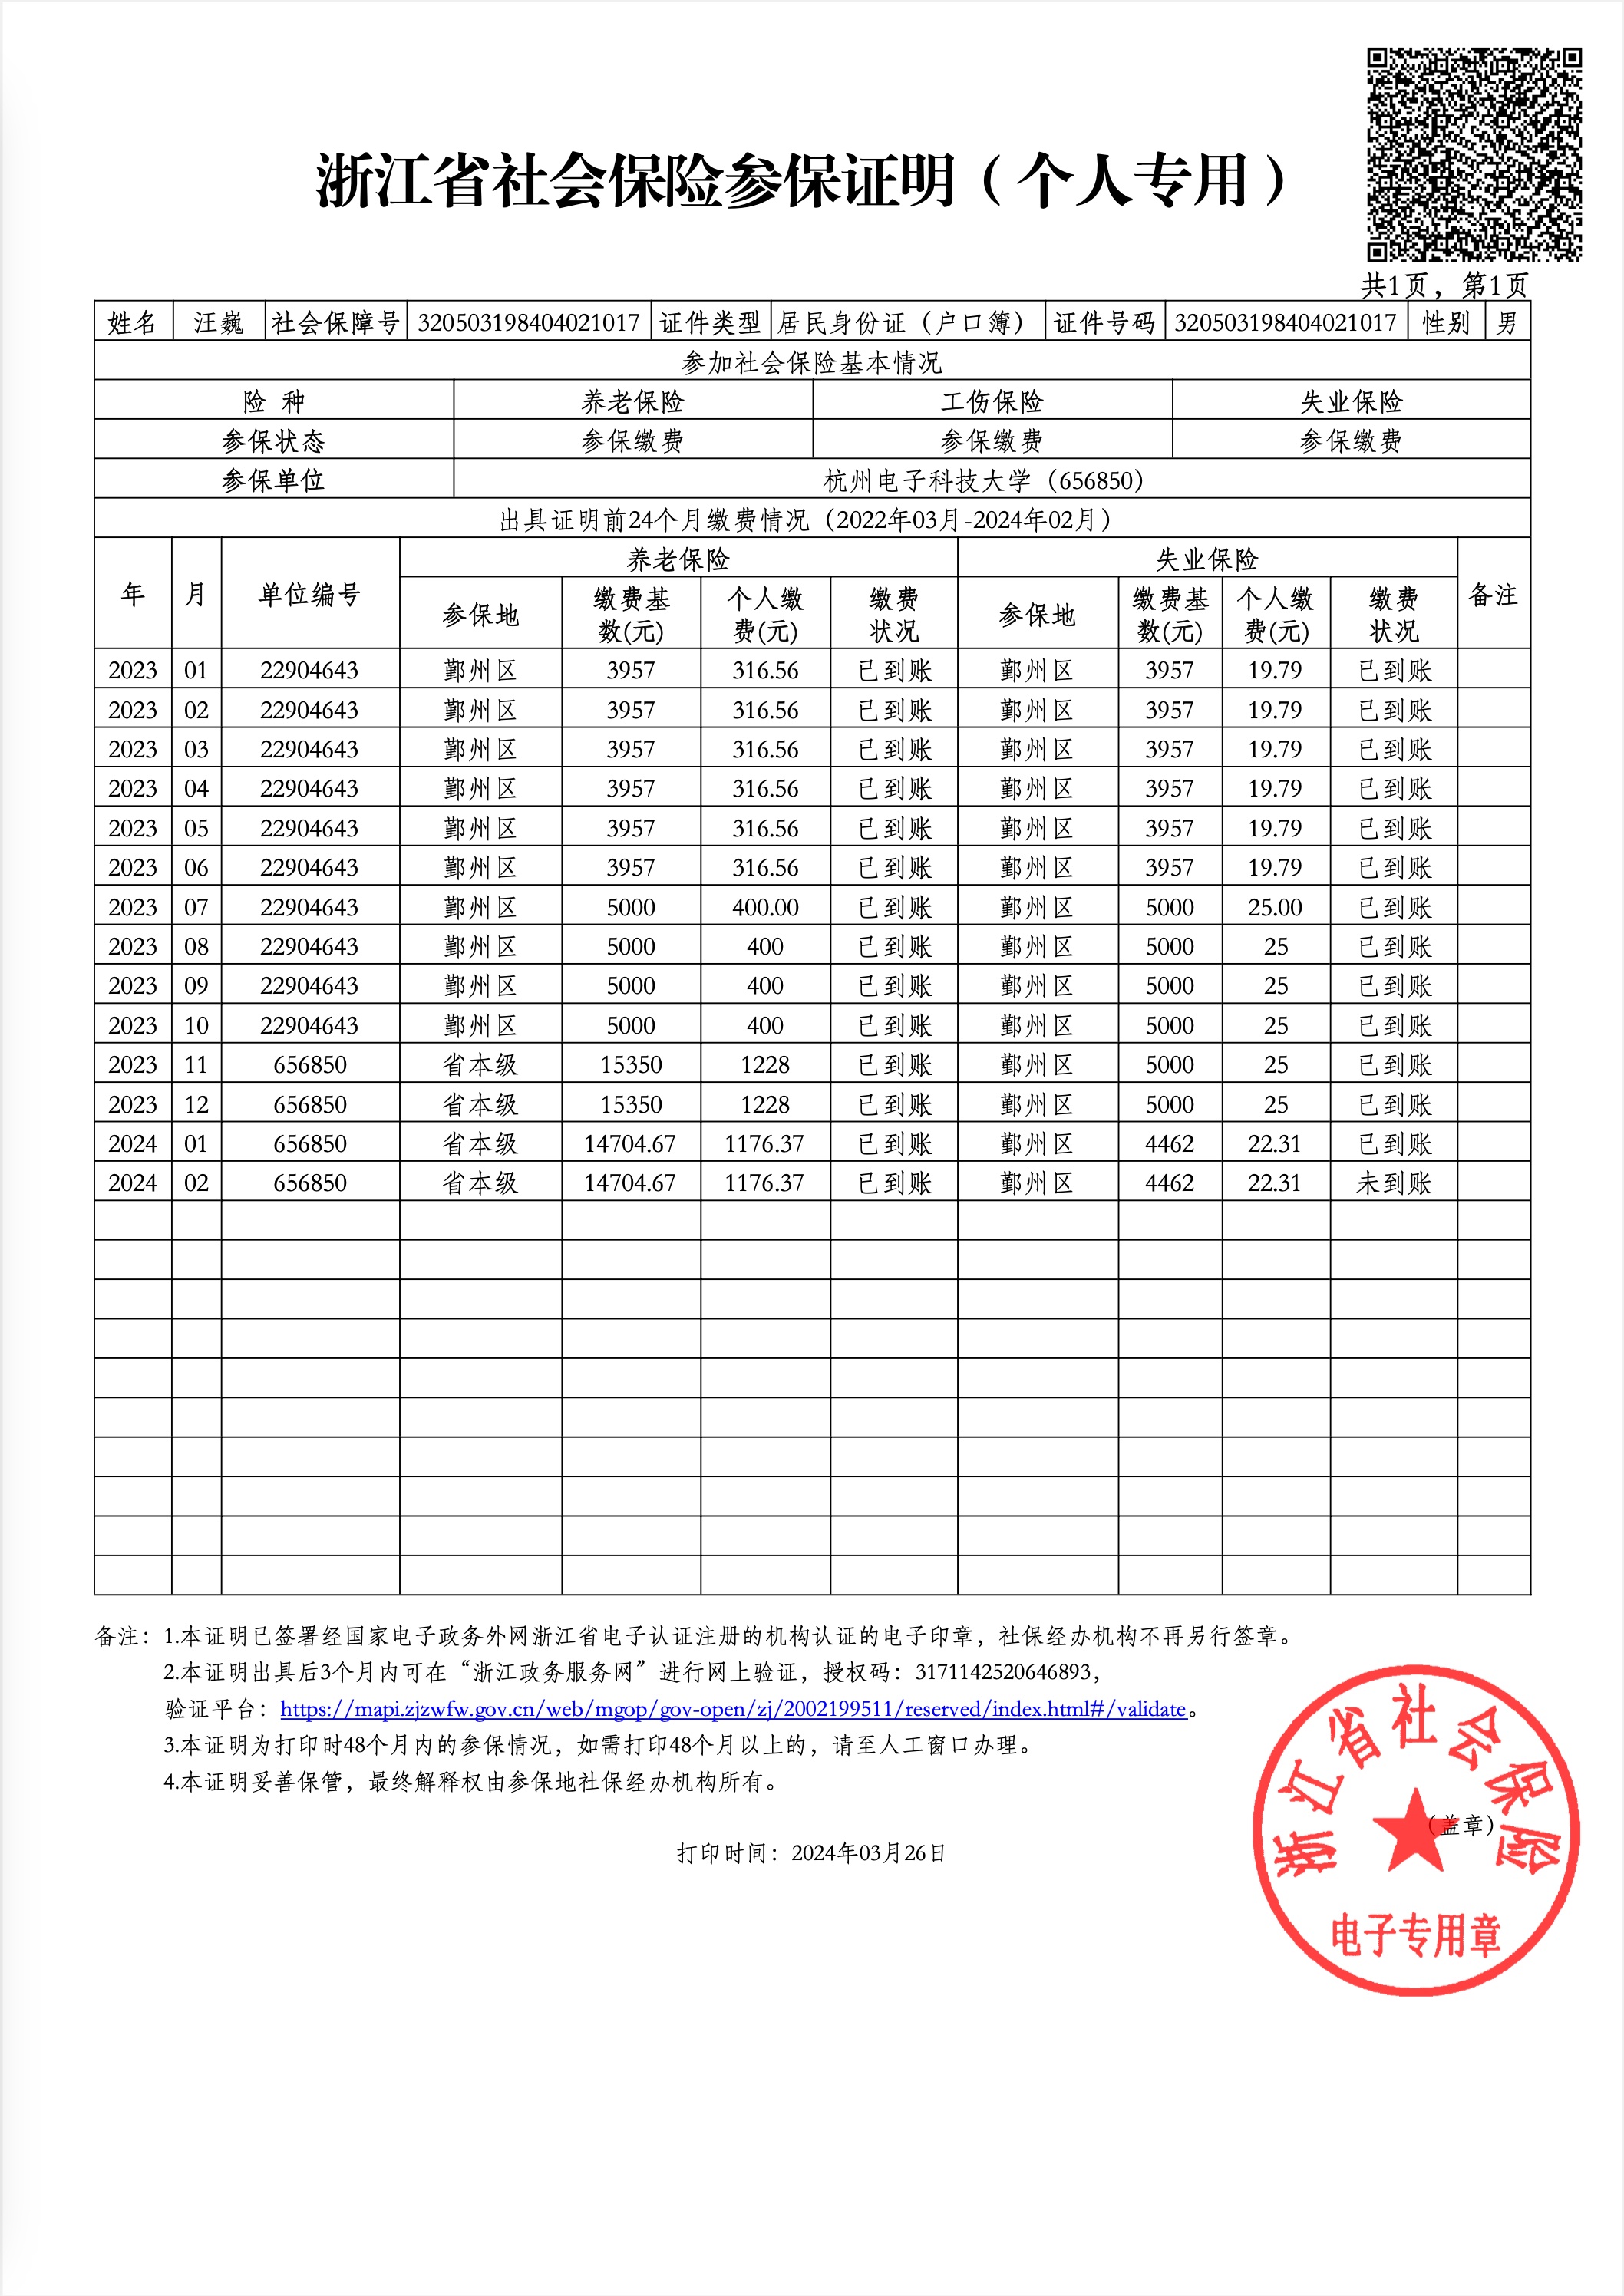 浙江省社会保险参保证明（个人专用）
共1页，第1页
姓名 汪巍 社会保障号 320503198404021017 证件类型 居民身份证（户口簿） 证件号码 320503198404021017 性别 男
参加社会保险基本情况
险 种 养老保险 工伤保险 失业保险
参保状态 参保缴费 参保缴费 参保缴费
参保单位 杭州电子科技大学（656850）
出具证明前24个月缴费情况（2022年03月-2024年02月）
年 月 单位编号 养老保险 失业保险 备注
参保地 缴费基数(元) 个人缴费(元) 缴费状况 参保地 缴费基数(元) 个人缴费(元) 缴费状况
2023 01 22904643 鄞州区 3957 316.56 已到账 鄞州区 3957 19.79 已到账
2023 02 22904643 鄞州区 3957 316.56 已到账 鄞州区 3957 19.79 已到账
2023 03 22904643 鄞州区 3957 316.56 已到账 鄞州区 3957 19.79 已到账
2023 04 22904643 鄞州区 3957 316.56 已到账 鄞州区 3957 19.79 已到账
2023 05 22904643 鄞州区 3957 316.56 已到账 鄞州区 3957 19.79 已到账
2023 06 22904643 鄞州区 3957 316.56 已到账 鄞州区 3957 19.79 已到账
2023 07 22904643 鄞州区 5000 400.00 已到账 鄞州区 5000 25.00 已到账
2023 08 22904643 鄞州区 5000 400 已到账 鄞州区 5000 25 已到账
2023 09 22904643 鄞州区 5000 400 已到账 鄞州区 5000 25 已到账
2023 10 22904643 鄞州区 5000 400 已到账 鄞州区 5000 25 已到账
2023 11 656850 省本级 15350 1228 已到账 鄞州区 5000 25 已到账
2023 12 656850 省本级 15350 1228 已到账 鄞州区 5000 25 已到账
2024 01 656850 省本级 14704.67 1176.37 已到账 鄞州区 4462 22.31 已到账
2024 02 656850 省本级 14704.67 1176.37 已到账 鄞州区 4462 22.31 未到账
备注：1.本证明已签署经国家电子政务外网浙江省电子认证注册的机构认证的电子印章，社保经办机构不再另行签章。
2.本证明出具后3个月内可在“浙江政务服务网”进行网上验证，授权码：3171142520646893，
验证平台：https://mapi.zjzwfw.gov.cn/web/mgop/gov-open/zj/2002199511/reserved/index.html#/validate。
3.本证明为打印时48个月内的参保情况，如需打印48个月以上的，请至人工窗口办理。
4.本证明妥善保管，最终解释权由参保地社保经办机构所有。
（盖章）
打印时间：2024年03月26日
浙江省社会保险
电子专用章